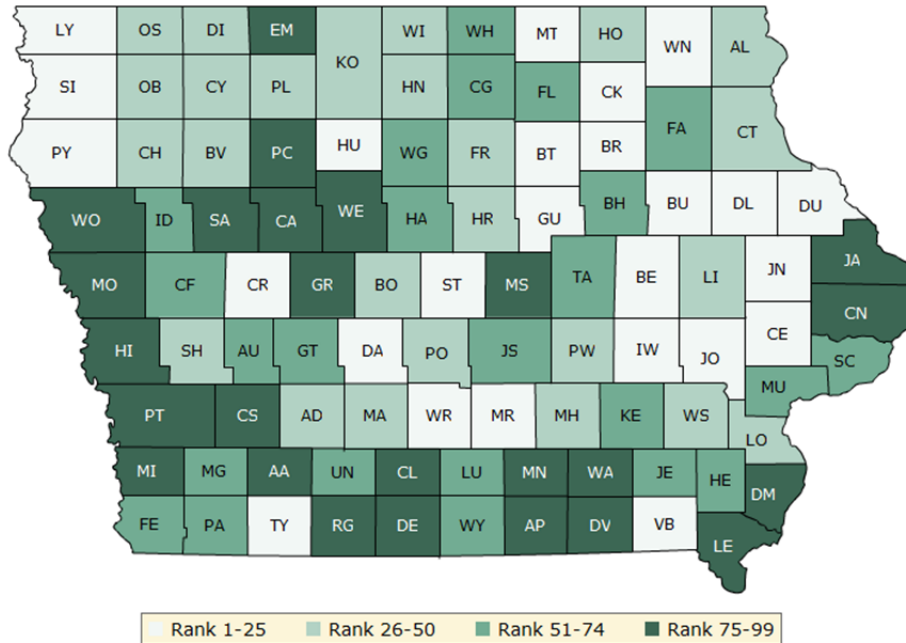 LY OS DI EM KO WI WH MT HO WN AL
SI OB CY PL HN CG FL CK
PY CH BV PC HU WG FR BT BR FA CT
WO ID SA CA WE HA HR GU BH BU DL DU
MO CF CR GR BO ST MS TA BE LI JN JA
CN
HI SH AU GT DA PO JS PW IW JO CE SC
MU
PT CS AD MA WR MR MH KE WS LO
MI MG AA UN CL LU MN WA JE HE DM
FE PA TY RG DE WY AP DV VB LE
Rank 1-25 Rank 26-50 Rank 51-74 Rank 75-99